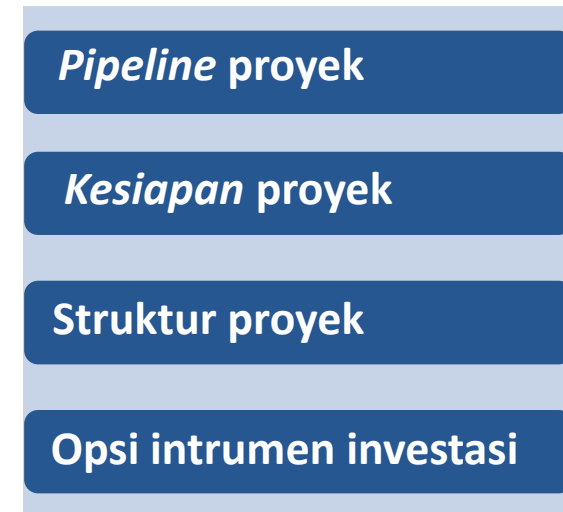 Pipeline proyek
Kesiapan proyek
Struktur proyek
Opsi intrumen investasi